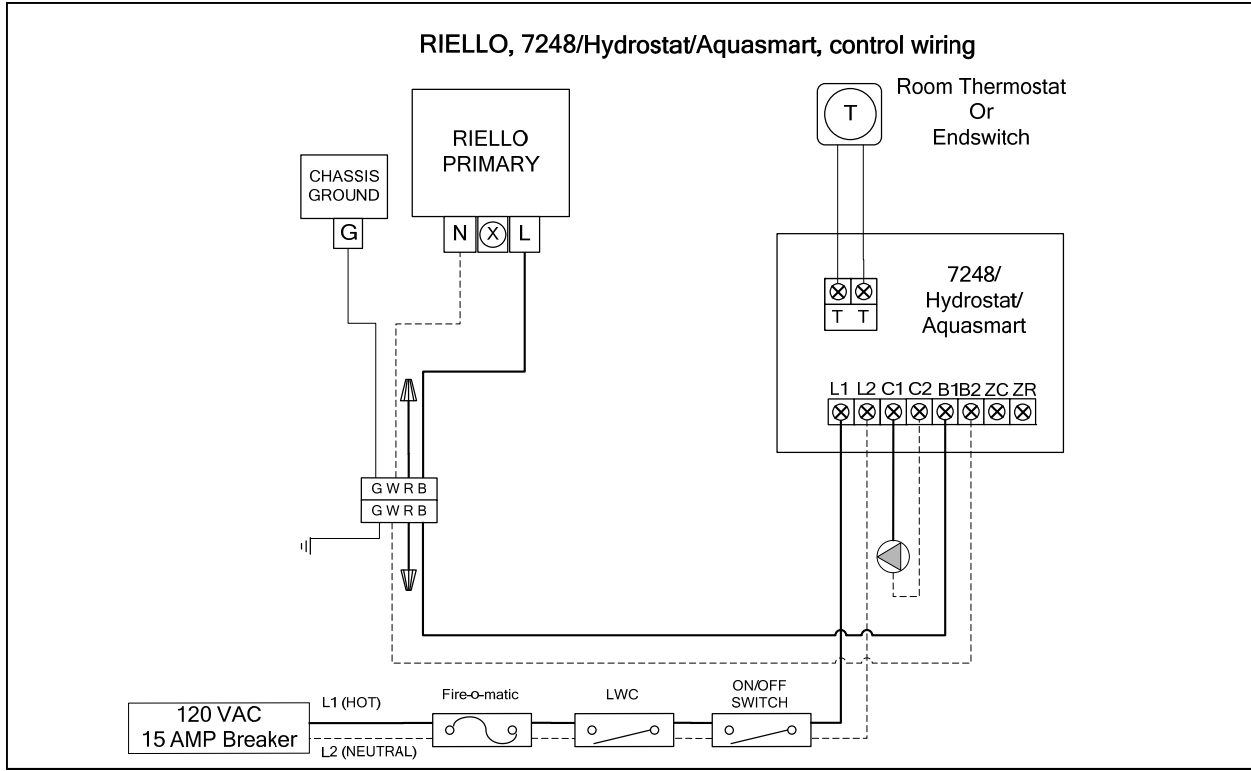 RIELLO, 7248/Hydrostat/Aquasmart, control wiring
Room Thermostat
Or
Endswitch
T
RIELLO
PRIMARY
CHASSIS
GROUND
G
N X L
7248/
Hydrostat/
Aquasmart
T T
L1 L2 C1 C2 B1 B2 ZC ZR
G W R B
G W R B
120 VAC
15 AMP Breaker
L1 (HOT)
L2 (NEUTRAL)
Fire-o-matic
LWC
ON/OFF
SWITCH